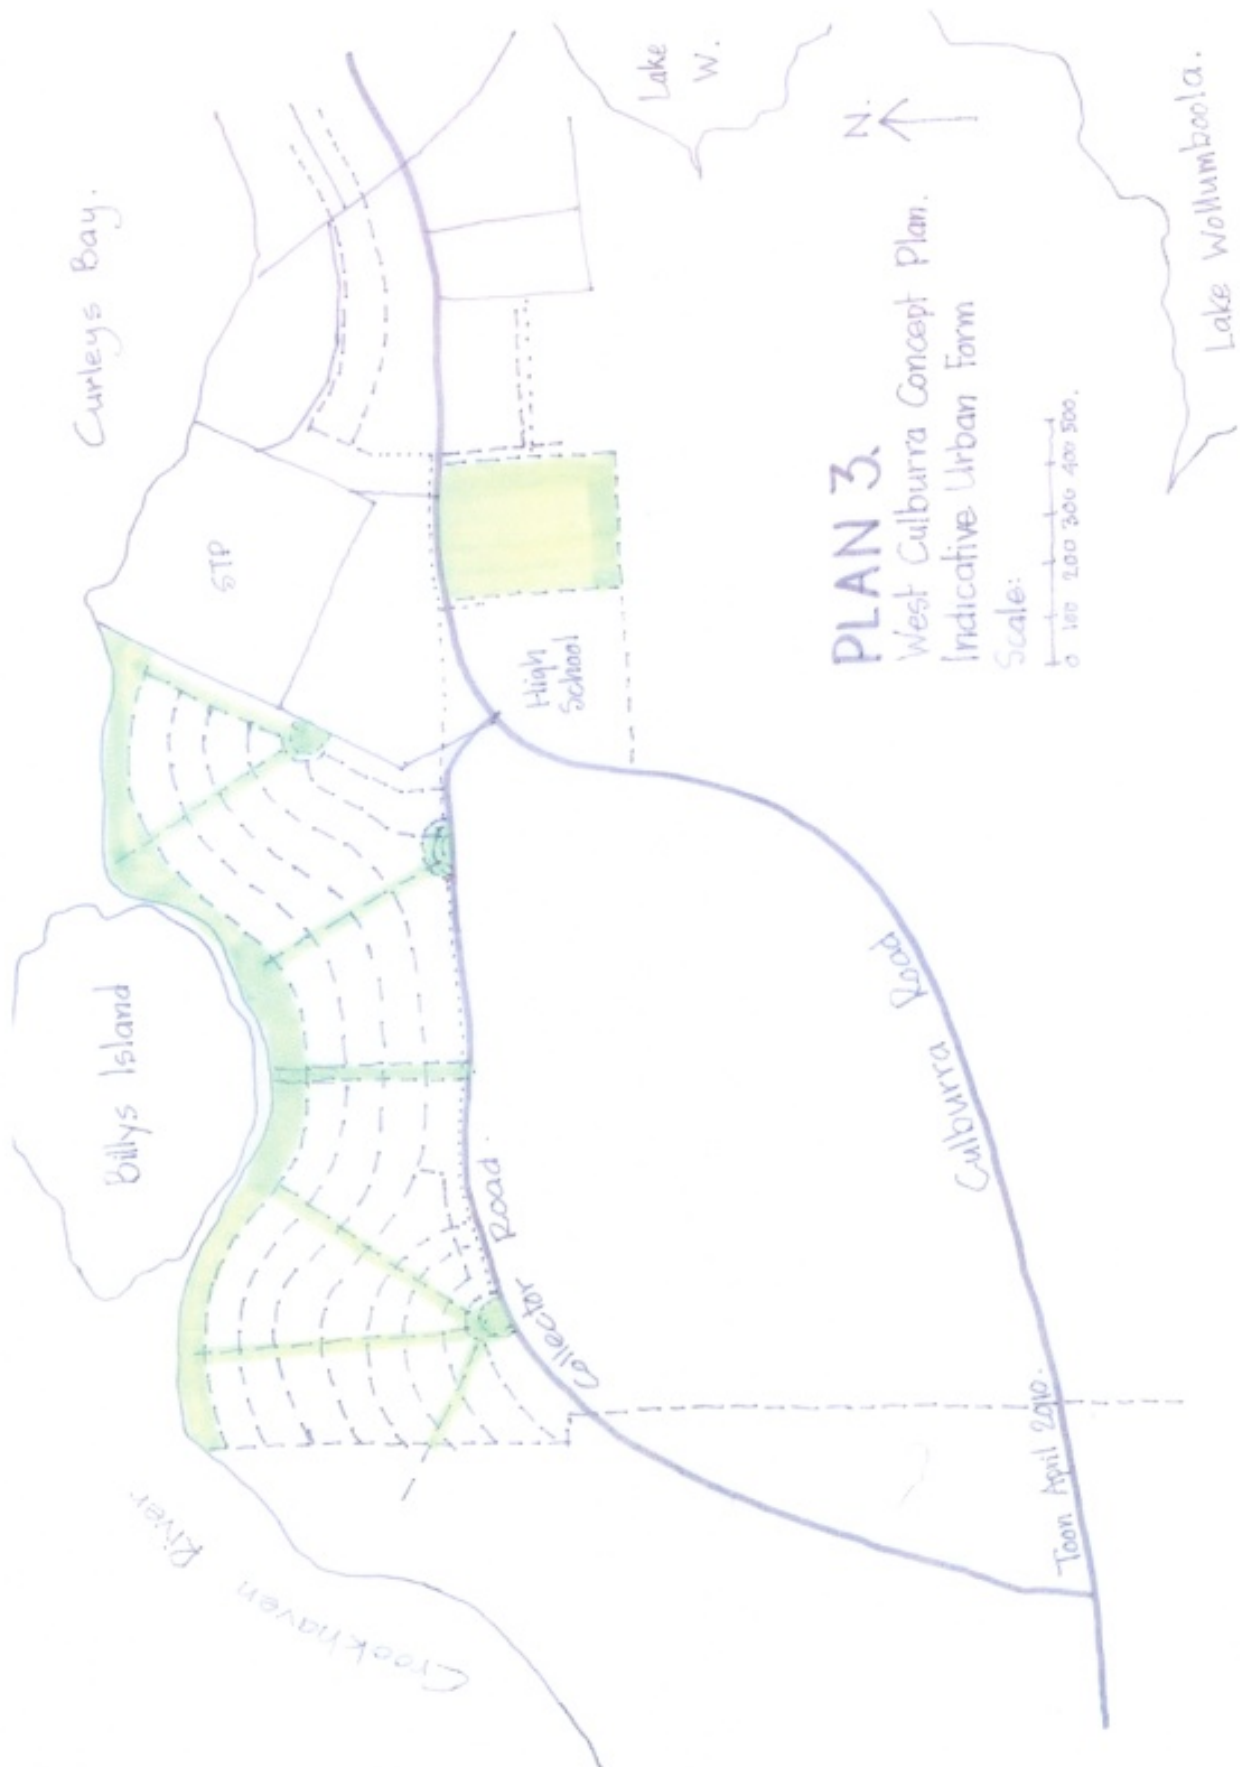 Curleys Bay.
Lake
W.
N.
Lake Wollumboola.
STP
High
School
PLAN 3.
West Culburra Concept Plan.
Indicative Urban Form
Scale:
0 100 200 300 400 500.
Billys Island
Collector Road.
Culburra Road
Crookhaven River
Toon April 2010.